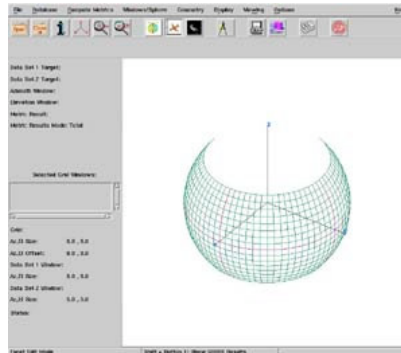 File Database Compute Metrics Windows/Sphere Geometry Display Viewing Options
Data Set 1 Target:
Data Set 2 Target:
Azimuth Window:
Elevation Window:
Metric Result:
Metric Results Mode: Total
Selected Grid Windows:
Grid:
Az,El Size: 5.0 , 5.0
Az,El Offset: 0.0 , 0.0
Data Set 1 Window:
Az,El Size: 5.0 , 5.0
Data Set 2 Window:
Az,El Size: 5.0 , 5.0
Status:
Z